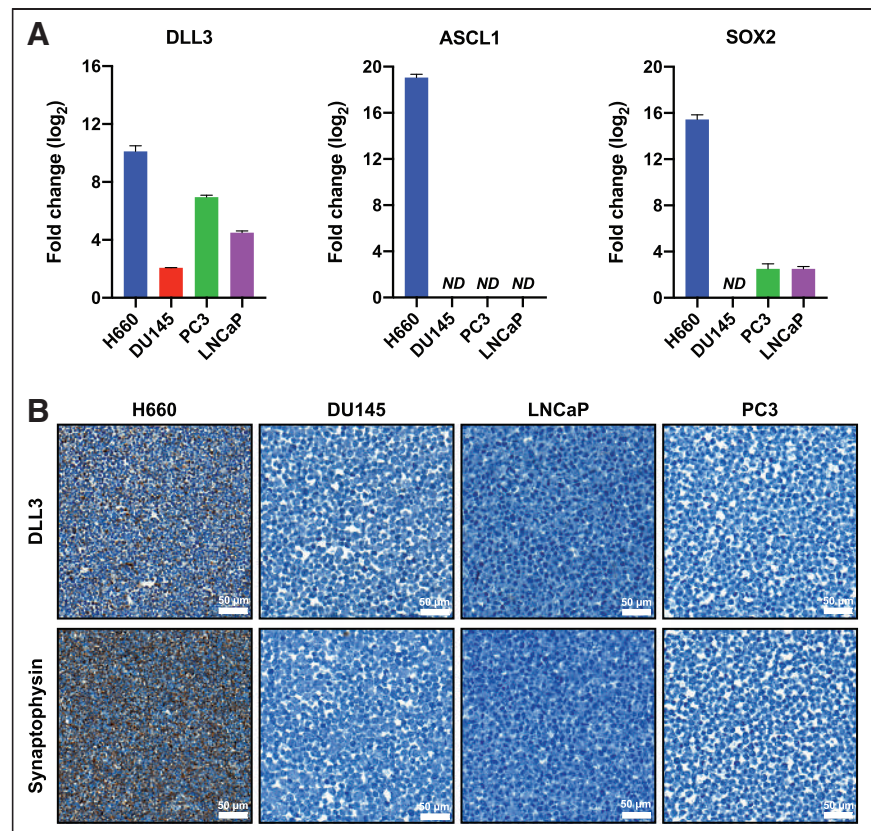 A
DLL3
ASCL1
SOX2
Fold change (log2)
16
12
8
4
0
H660
DU145
PC3
LNCaP
Fold change (log2)
20
16
12
8
4
0
ND
ND
ND
H660
DU145
PC3
LNCaP
Fold change (log2)
20
16
12
8
4
0
ND
H660
DU145
PC3
LNCaP
B
H660
DU145
LNCaP
PC3
DLL3
50 µm
50 µm
50 µm
50 µm
Synaptophysin
50 µm
50 µm
50 µm
50 µm